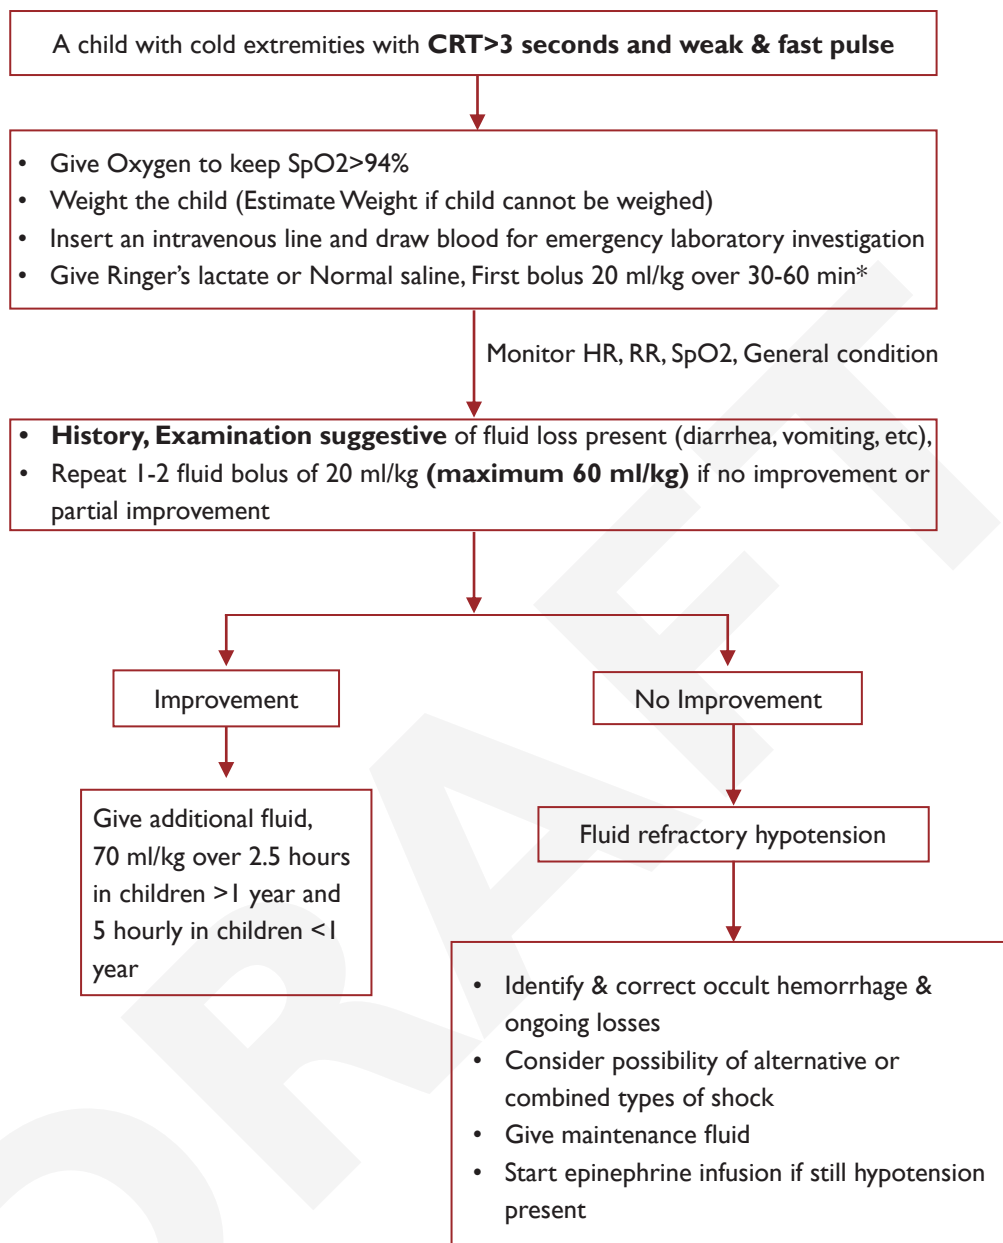 A child with cold extremities with CRT>3 seconds and weak & fast pulse
• Give Oxygen to keep SpO2>94%
• Weight the child (Estimate Weight if child cannot be weighed)
• Insert an intravenous line and draw blood for emergency laboratory investigation
• Give Ringer's lactate or Normal saline, First bolus 20 ml/kg over 30-60 min*
Monitor HR, RR, SpO2, General condition
• History, Examination suggestive of fluid loss present (diarrhea, vomiting, etc),
• Repeat 1-2 fluid bolus of 20 ml/kg (maximum 60 ml/kg) if no improvement or
partial improvement
Improvement
No Improvement
Give additional fluid,
70 ml/kg over 2.5 hours
in children >1 year and
5 hourly in children <1
year
Fluid refractory hypotension
• Identify & correct occult hemorrhage &
ongoing losses
• Consider possibility of alternative or
combined types of shock
• Give maintenance fluid
• Start epinephrine infusion if still hypotension
present
DRAFT